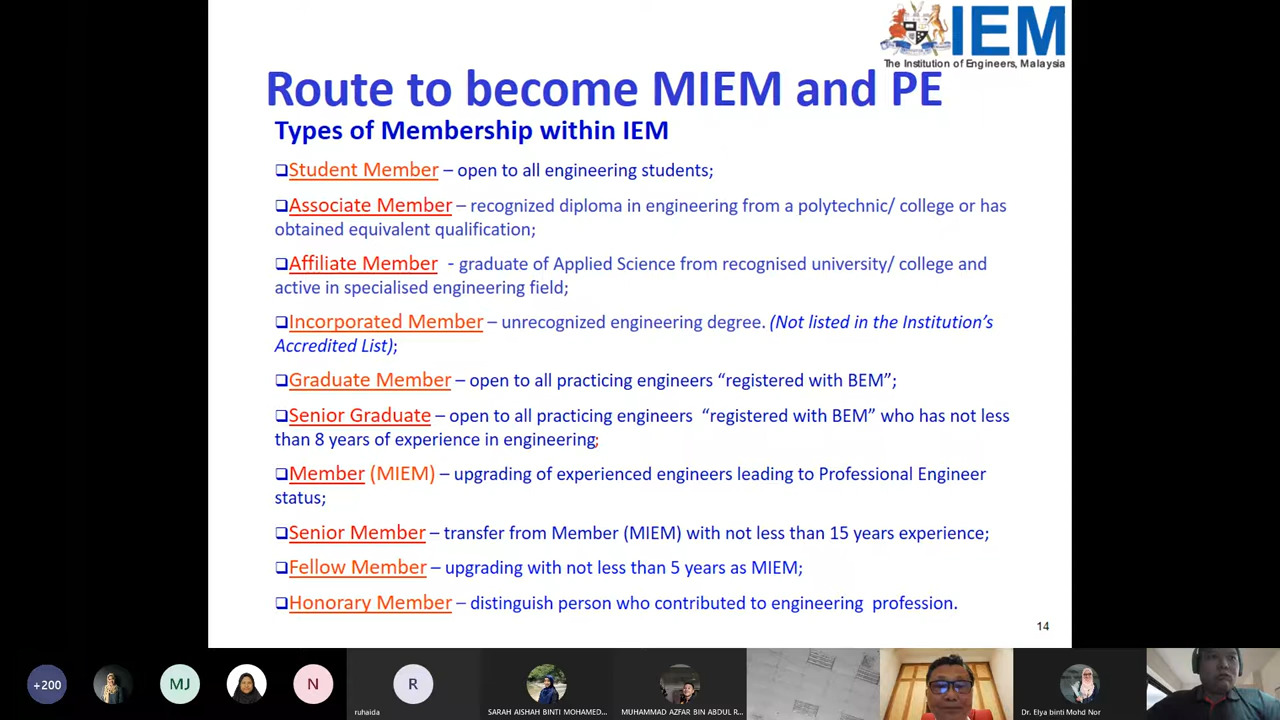 IEM
The Institution of Engineers, Malaysia
Route to become MIEM and PE
Types of Membership within IEM
❑Student Member – open to all engineering students;
❑Associate Member – recognized diploma in engineering from a polytechnic/ college or has
obtained equivalent qualification;
❑Affiliate Member - graduate of Applied Science from recognised university/ college and
active in specialised engineering field;
❑Incorporated Member – unrecognized engineering degree. (Not listed in the Institution’s
Accredited List);
❑Graduate Member – open to all practicing engineers “registered with BEM”;
❑Senior Graduate – open to all practicing engineers “registered with BEM” who has not less
than 8 years of experience in engineering;
❑Member (MIEM) – upgrading of experienced engineers leading to Professional Engineer
status;
❑Senior Member – transfer from Member (MIEM) with not less than 15 years experience;
❑Fellow Member – upgrading with not less than 5 years as MIEM;
❑Honorary Member – distinguish person who contributed to engineering profession.
14
+200
MJ
N
R
ruhaida
SARAH AISHAH BINTI MOHAMED...
MUHAMMAD AZFAR BIN ABDUL R...
Dr. Elya binti Mohd Nor